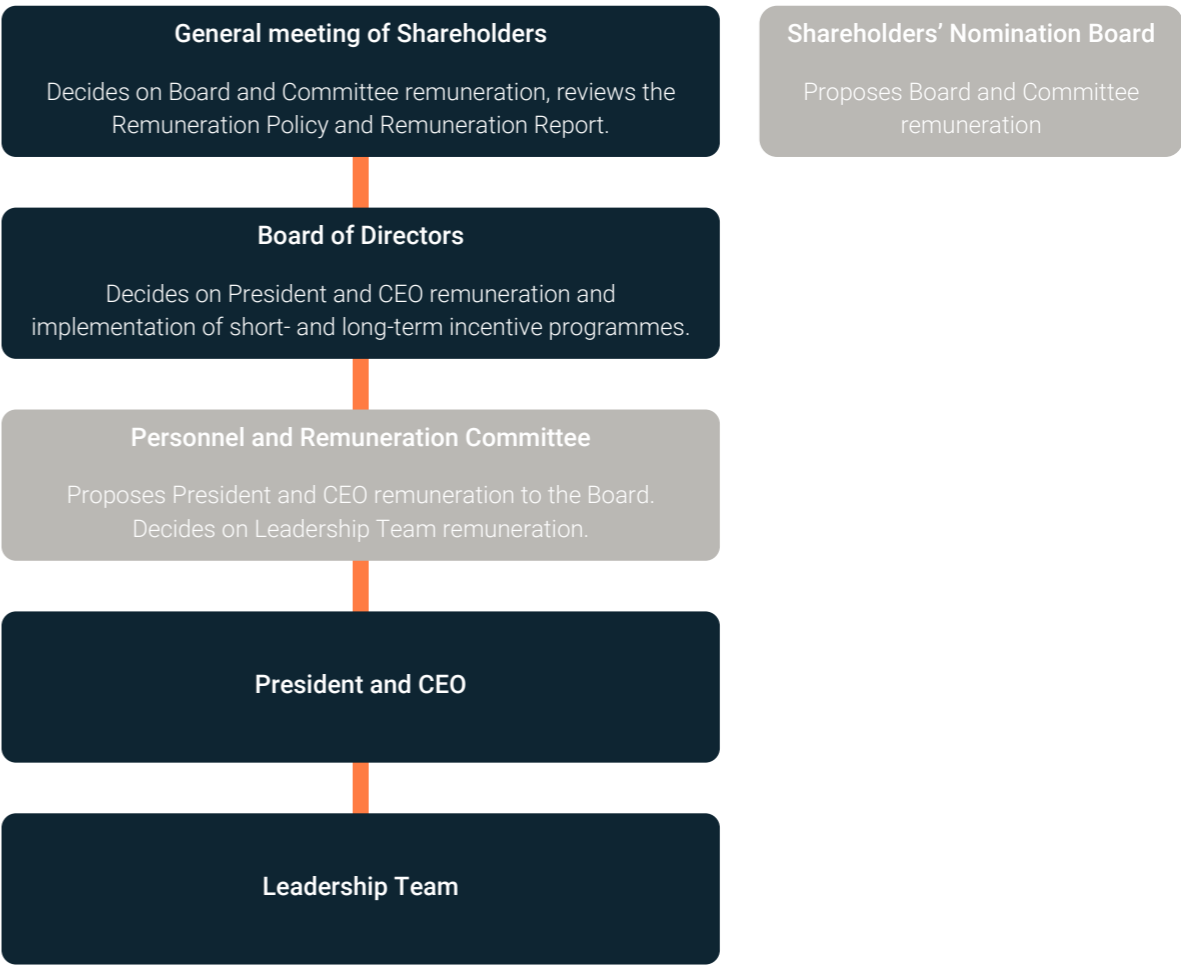 General meeting of Shareholders
Decides on Board and Committee remuneration, reviews the
Remuneration Policy and Remuneration Report.
Shareholders’ Nomination Board
Proposes Board and Committee
remuneration
Board of Directors
Decides on President and CEO remuneration and
implementation of short- and long-term incentive programmes.
Personnel and Remuneration Committee
Proposes President and CEO remuneration to the Board.
Decides on Leadership Team remuneration.
President and CEO
Leadership Team